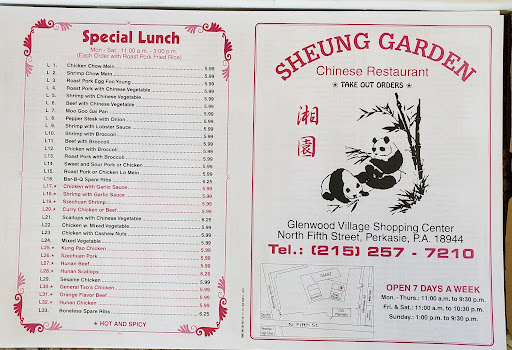 Special Lunch
Mon - Sat.: 11:00 a.m. - 3:00 p.m.
(Each Order with Roast Pork Fried Rice)
L 1. Chicken Chow Mein 5.99
L 2. Shrimp Chow Mein 5.99
L 3. Roast Pork Egg Foo Young 5.99
L 4. Roast Pork with Chinese Vegetable 5.99
L 5. Shrimp with Chinese Vegetable 5.99
L 6. Beef with Chinese Vegetable 5.99
L 7. Moo Goo Gai Pan 5.99
L 8. Pepper Steak with Onion 5.99
L 9. Shrimp with Lobster Sauce 5.99
L10. Shrimp with Broccoli 5.99
L11. Beef with Broccoli 5.99
L12. Chicken with Broccoli 5.99
L13. Roast Pork with Broccoli 5.99
L14. Sweet and Sour Pork or Chicken 5.99
L15. Roast Pork or Chicken Lo Mein 5.99
L16. Bar-B-Q Spare Ribs 5.99
L17.★ Chicken with Garlic Sauce 5.99
L18.★ Shrimp with Garlic Sauce 5.99
L19.★ Szechuan Shrimp 5.99
L20.★ Curry Chicken or Beef 5.99
L21. Scallops with Chinese Vegetables 6.25
L22. Chicken w. Mixed Vegetable 5.99
L23. Chicken with Cashew Nuts 5.99
L24. Mixed Vegetable 5.99
L25.★ Kung Pao Chicken 5.99
L26.★ Szechuan Pork 5.99
L27.★ Hunan Beef 5.99
L28.★ Hunan Scallops 6.25
L29. Sesame Chicken 5.99
L30.★ General Tso's Chicken 5.99
L31.★ Orange Flavor Beef 5.99
L32.★ Hunan Chicken 5.99
L33. Boneless Spare Ribs 6.25
★ HOT AND SPICY
SHEUNG GARDEN
Chinese Restaurant
★ TAKE OUT ORDERS ★
湘
園
Glenwood Village Shopping Center
North Fifth Street, Perkasie, P.A. 18944
Tel.: (215) 257 - 7210
N. Fifth St.
OPEN 7 DAYS A WEEK
Mon. - Thurs.: 11:00 a.m. to 9:30 p.m.
Fri. & Sat.: 11:00 a.m. to 10:30 p.m.
Sunday.: 1:00 p.m. to 9:30 p.m.